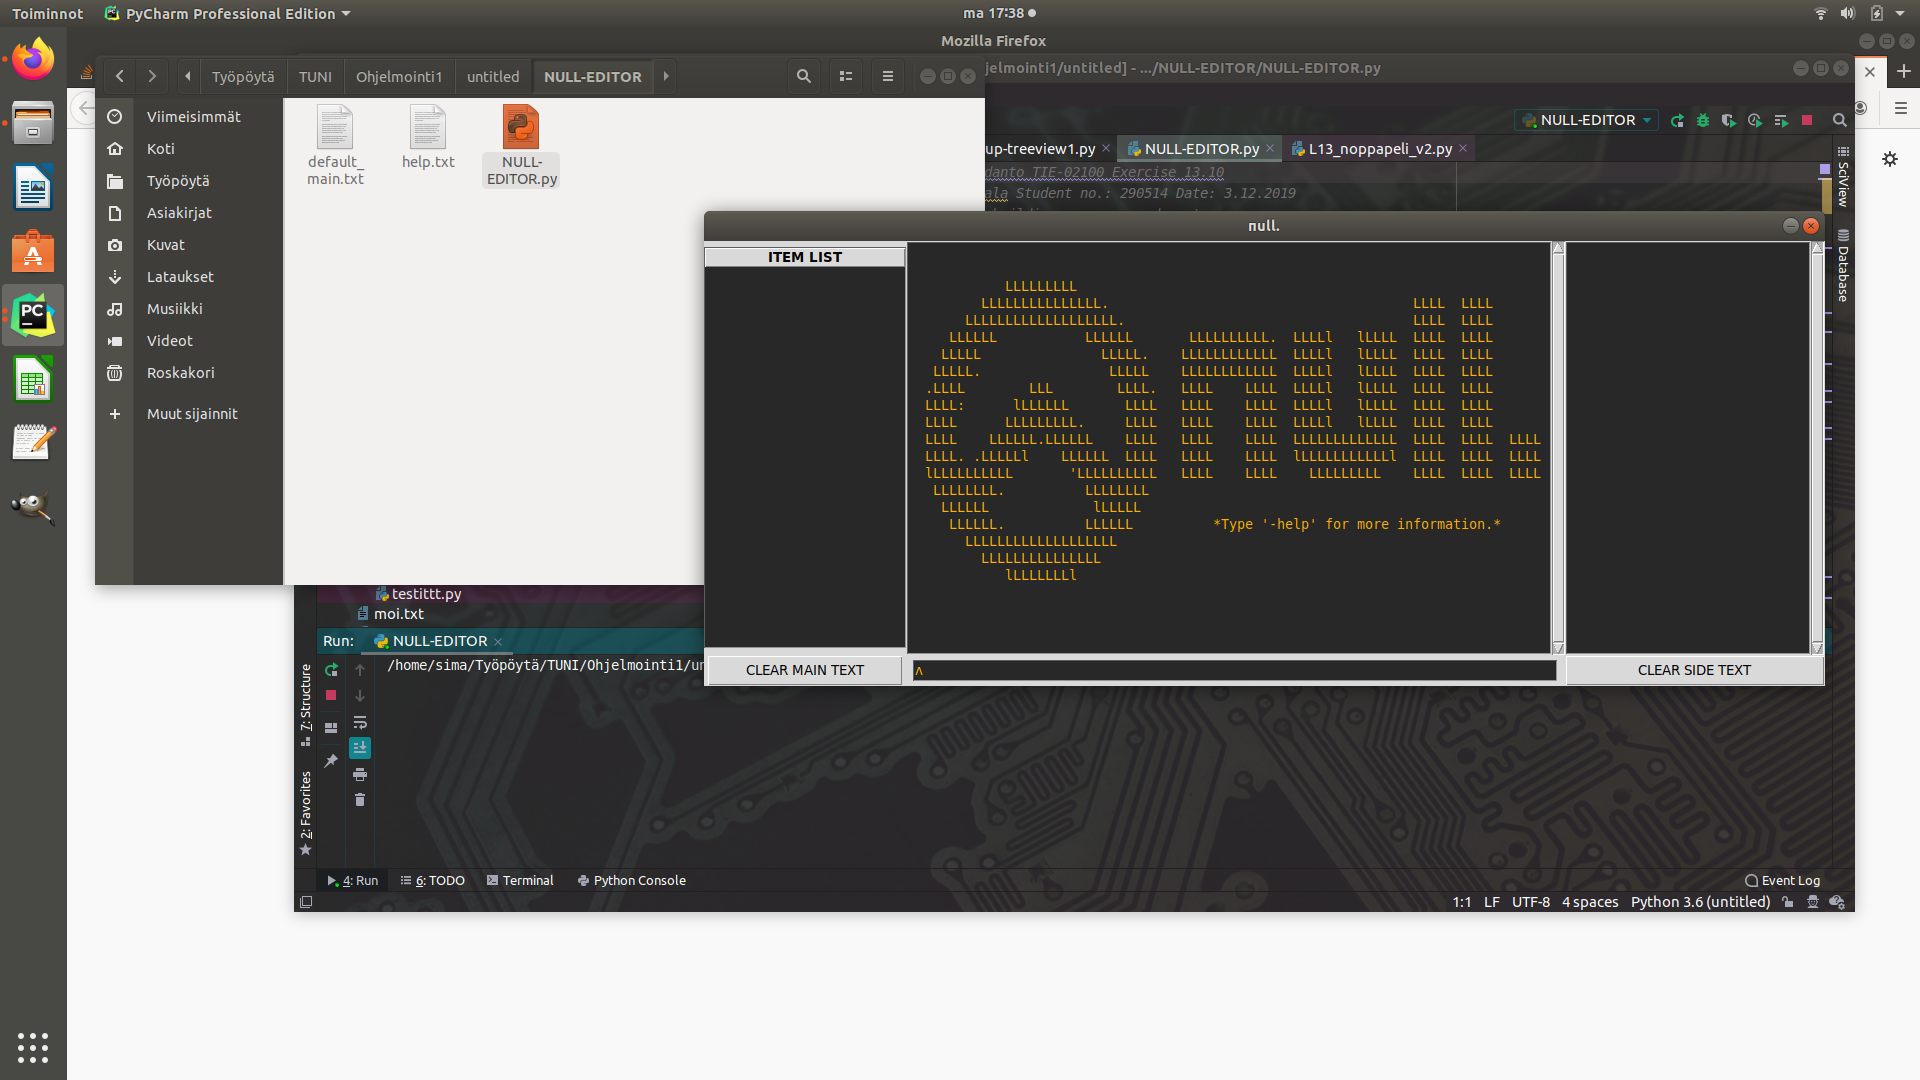 Toiminnot
PyCharm Professional Edition
ma 17:38
Mozilla Firefox
Työpöytä
TUNI
Ohjelmointi1
untitled
NULL-EDITOR
jelmointi1/untitled] - .../NULL-EDITOR/NULL-EDITOR.py
Viimeisimmät
Koti
Työpöytä
Asiakirjat
Kuvat
Lataukset
Musiikki
Videot
Roskakori
Muut sijainnit
default_
main.txt
help.txt
NULL-
EDITOR.py
NULL-EDITOR
up-treeview1.py
NULL-EDITOR.py
L13_noppapeli_v2.py
danto TIE-02100 Exercise 13.10
ala Student no.: 290514 Date: 3.12.2019
SciView
Database
null.
ITEM LIST
null.
*Type '-help' for more information.*
CLEAR MAIN TEXT
CLEAR SIDE TEXT
testittt.py
moi.txt
Run:
NULL-EDITOR
/home/sima/Työpöytä/TUNI/Ohjelmointi1/un
7: Structure
2: Favorites
4: Run
6: TODO
Terminal
Python Console
Event Log
1:1 LF UTF-8 4 spaces Python 3.6 (untitled)